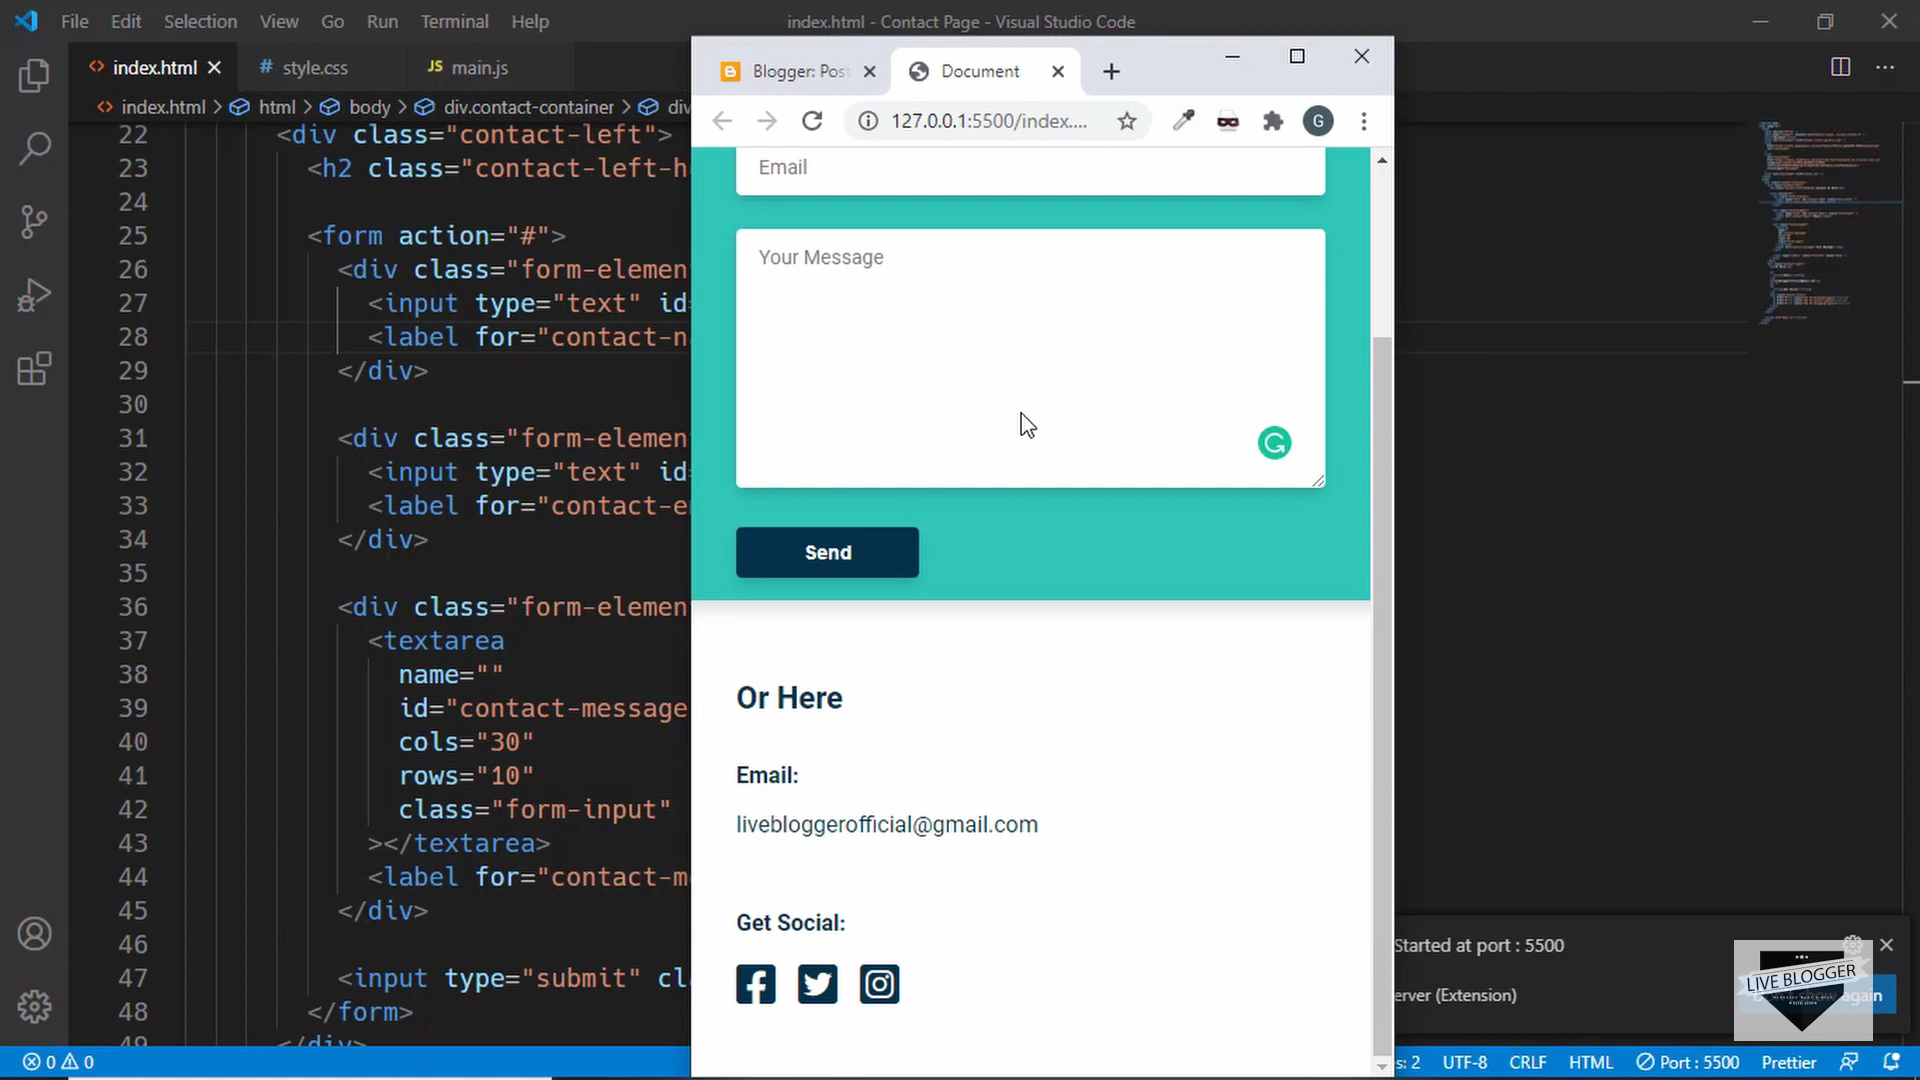 File Edit Selection View Go Run Terminal Help
index.html - Contact Page - Visual Studio Code
index.html
style.css
JS main.js
index.html > html > body > div.contact-container > div
22 <div class="contact-left">
23 <h2 class="contact-left-h
24
25 <form action="#">
26 <div class="form-elemen
27 <input type="text" id=
28 <label for="contact-n
29 </div>
30
31 <div class="form-elemen
32 <input type="text" id=
33 <label for="contact-e
34 </div>
35
36 <div class="form-elemen
37 <textarea
38 name=""
39 id="contact-message
40 cols="30"
41 rows="10"
42 class="form-input"
43 ></textarea>
44 <label for="contact-m
45 </div>
46
47 <input type="submit" cl
48 </form>
49 </div>
Blogger: Post
Document
127.0.0.1:5500/index....
G
Email
Your Message
Send
Or Here
Email:
livebloggerofficial@gmail.com
Get Social:
Started at port : 5500
erver (Extension)
again
LIVE BLOGGER
0 0
s: 2 UTF-8 CRLF HTML Port : 5500 Prettier